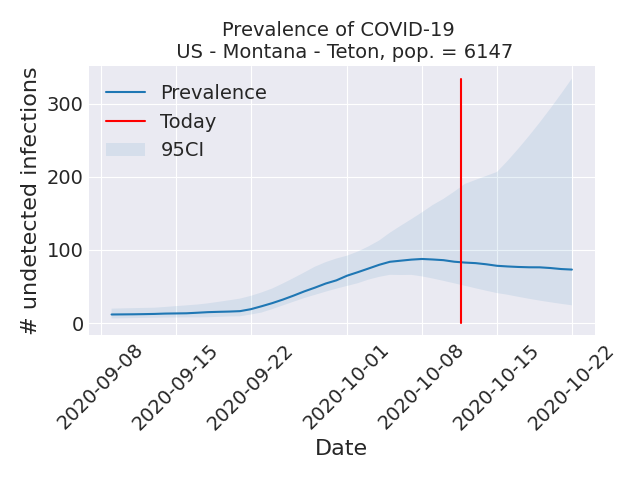 Prevalence of COVID-19
US - Montana - Teton, pop. = 6147
# undetected infections
300
200
100
0
Prevalence
Today
95CI
2020-09-08
2020-09-15
2020-09-22
2020-10-01
2020-10-08
2020-10-15
2020-10-22
Date